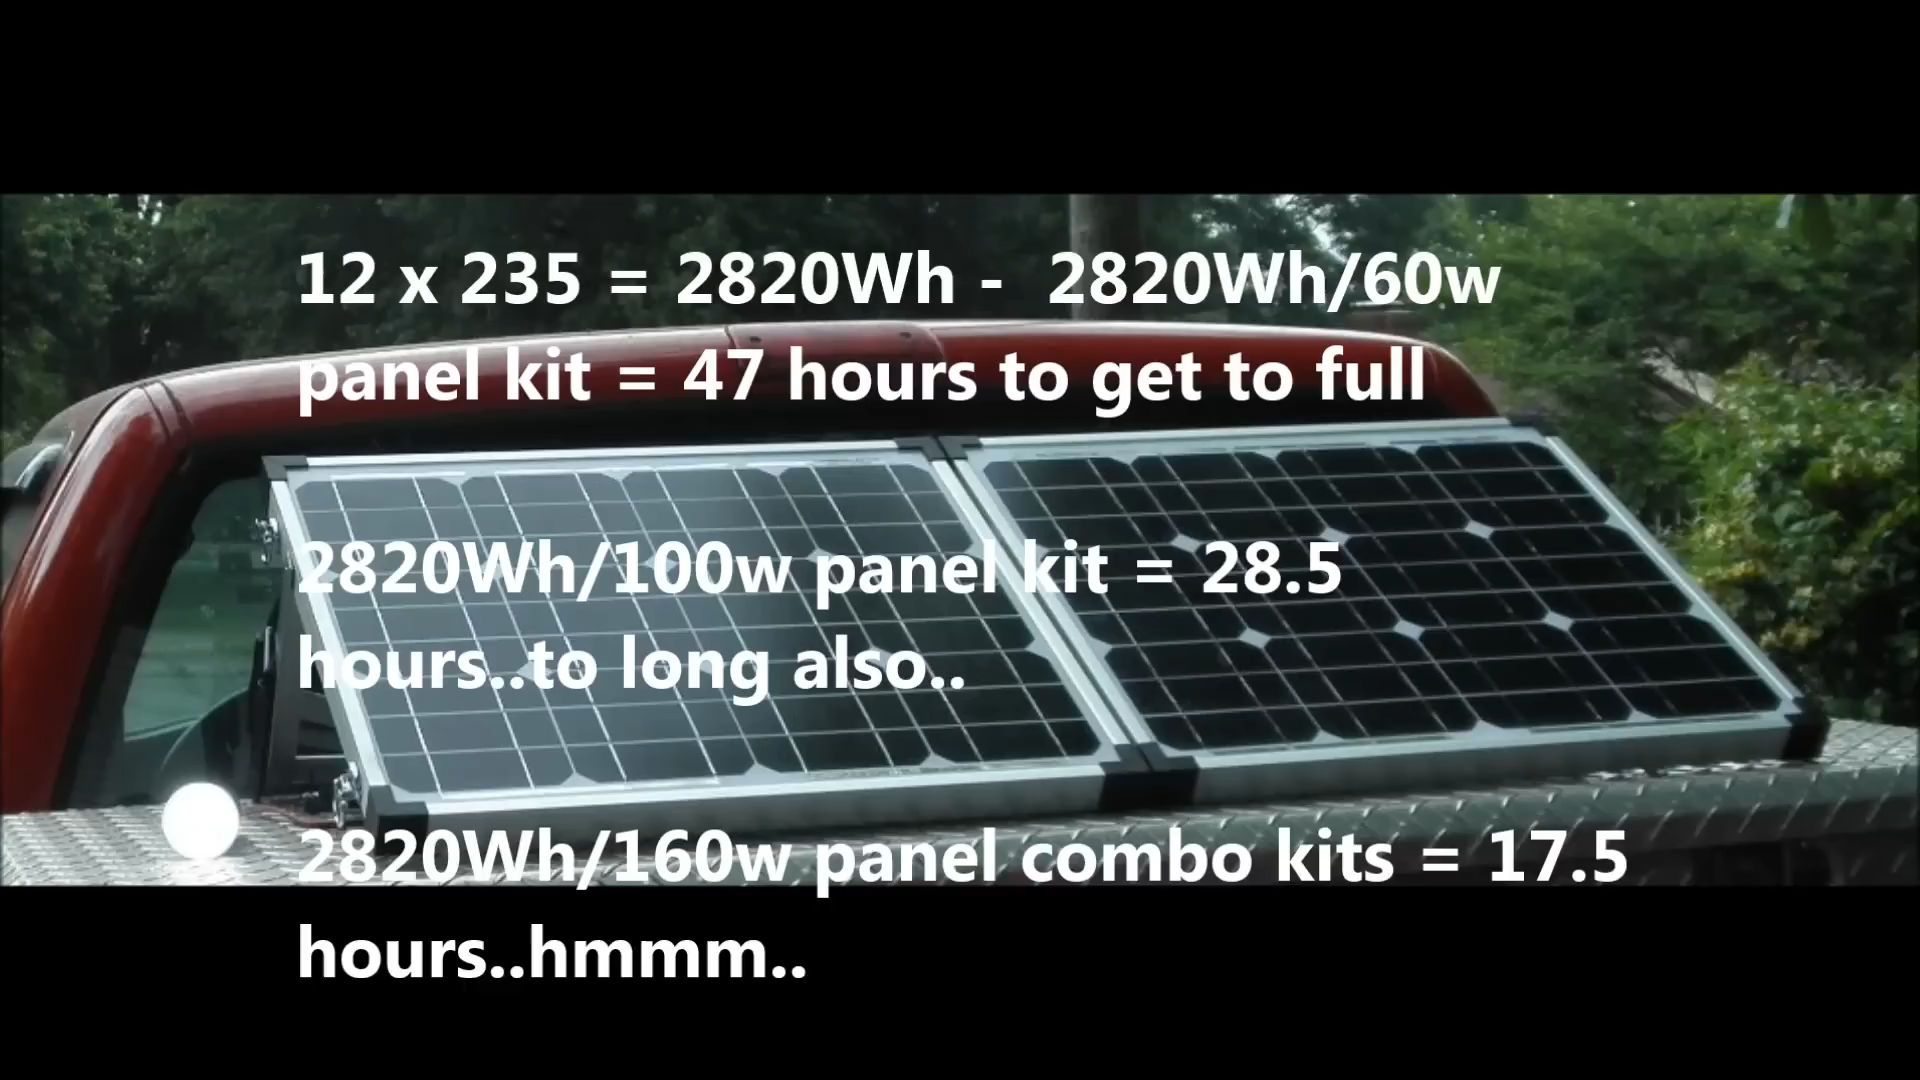 12 x 235 = 2820Wh -  2820Wh/60w
panel kit = 47 hours to get to full
2820Wh/100w panel kit = 28.5
hours..to long also..
2820Wh/160w panel combo kits = 17.5
hours..hmmm..